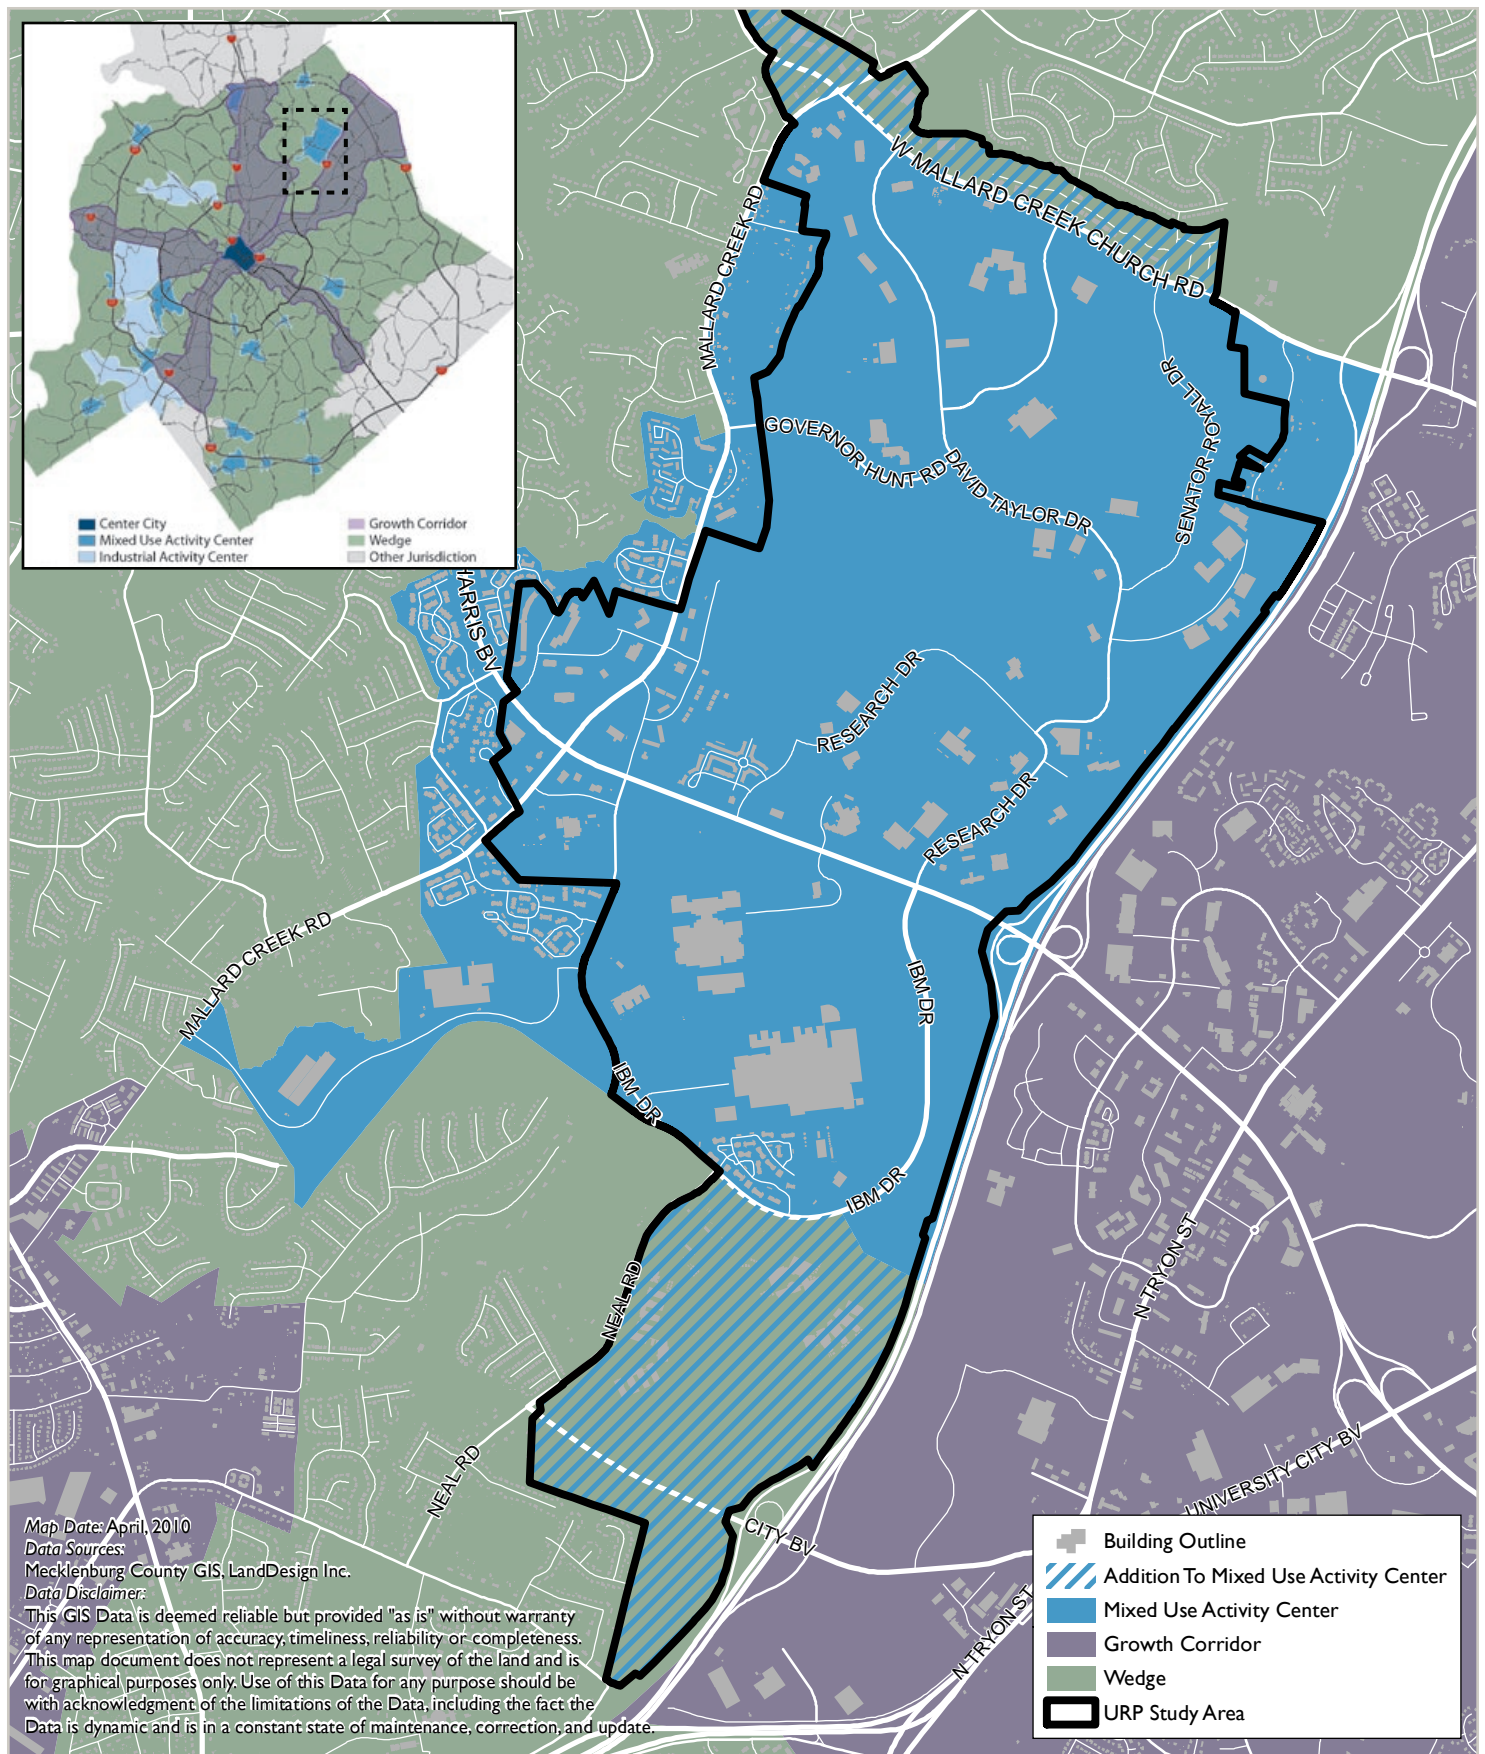 W MALLARD CREEK CHURCH RD
MALLARD CREEK RD
SENATOR ROYALL DR
GOVERNOR HUNT RD
DAVID TAYLOR DR
Center City
Mixed Use Activity Center
Industrial Activity Center
Growth Corridor
Wedge
Other Jurisdiction
HARRIS BV
RESEARCH DR
RESEARCH DR
MALLARD CREEK RD
IBM DR
IBM DR
IBM DR
NEAL RD
N TRYON ST
NEAL RD
UNIVERSITY CITY BV
CITY BV
N TRYON ST
Map Date: April, 2010
Data Sources:
Mecklenburg County GIS, LandDesign Inc.
Data Disclaimer:
This GIS Data is deemed reliable but provided "as is" without warranty
of any representation of accuracy, timeliness, reliability or completeness.
This map document does not represent a legal survey of the land and is
for graphical purposes only. Use of this Data for any purpose should be
with acknowledgment of the limitations of the Data, including the fact the
Data is dynamic and is in a constant state of maintenance, correction, and update.
Building Outline
Addition To Mixed Use Activity Center
Mixed Use Activity Center
Growth Corridor
Wedge
URP Study Area